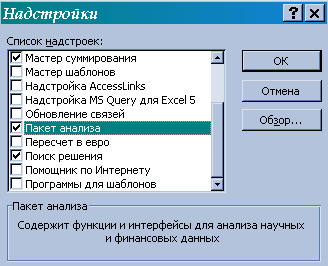 Надстройки
Список надстроек:
Мастер суммирования
Мастер шаблонов
Надстройка AccessLinks
Надстройка MS Query для Excel 5
Обновление связей
Пакет анализа
Пересчет в евро
Поиск решения
Помощник по Интернету
Программы для шаблонов
OK
Отмена
Обзор...
Пакет анализа
Содержит функции и интерфейсы для анализа научных
и финансовых данных